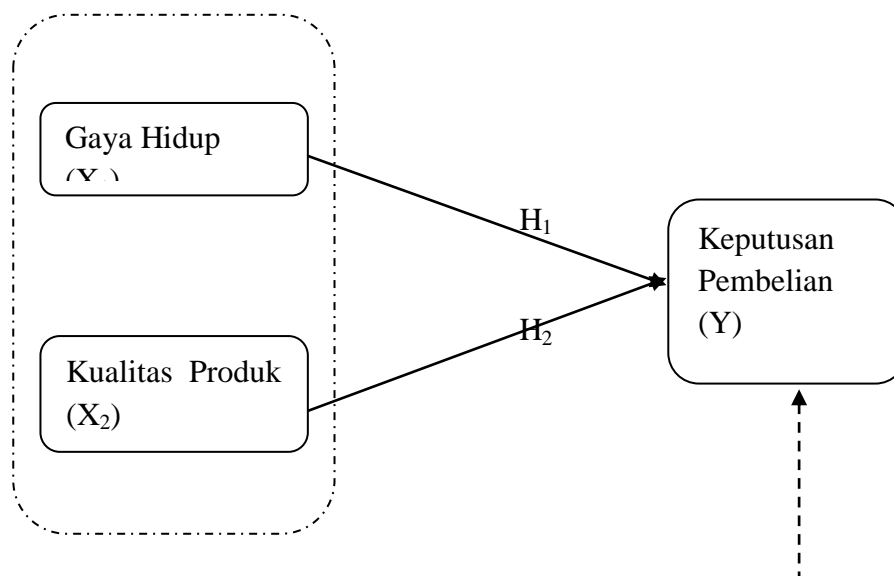 Gaya Hidup
H₁
Keputusan
Pembelian
(Y)
H₂
Kualitas Produk
(X₂)